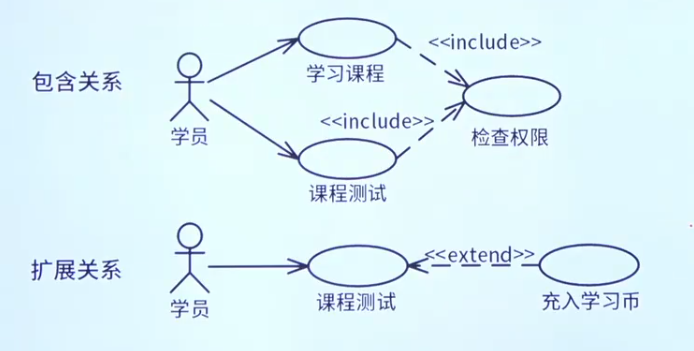 包含关系
学员
学习课程
<<include>>
<<include>>
检查权限
课程测试
扩展关系
学员
课程测试
<<extend>>
充入学习币